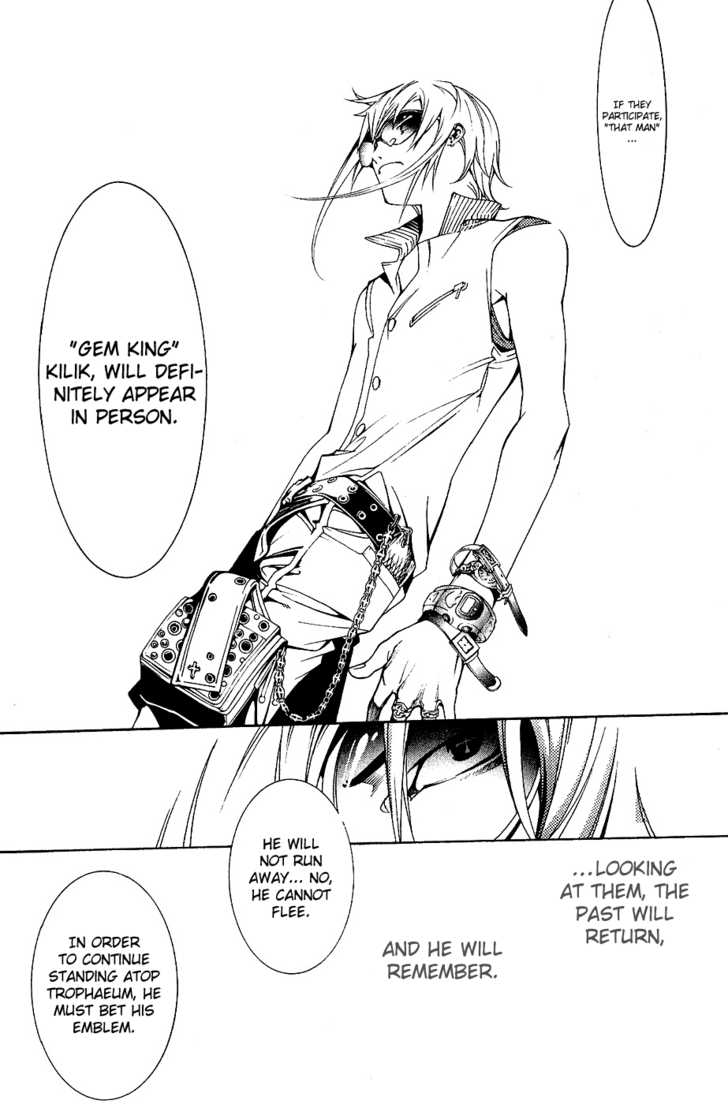 IF THEY
PARTICIPATE,
"THAT MAN"
...
"GEM KING"
KILIK, WILL DEFI-
NITELY APPEAR
IN PERSON.
...LOOKING
AT THEM, THE
PAST WILL
RETURN,
AND HE WILL
REMEMBER.
HE WILL
NOT RUN
AWAY... NO,
HE CANNOT
FLEE.
IN ORDER
TO CONTINUE
STANDING ATOP
TROPHAEUM, HE
MUST BET HIS
EMBLEM.